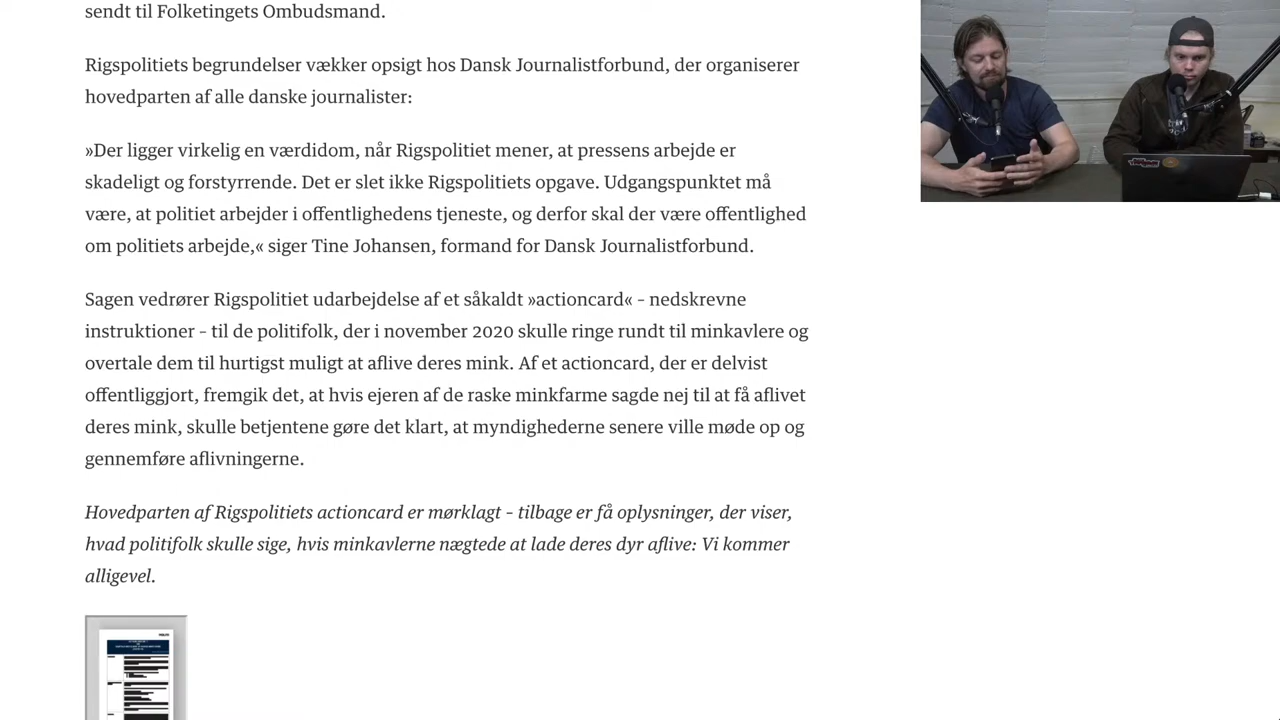 sendt til Folketingets Ombudsmand.
Rigspolitiets begrundelser vækker opsigt hos Dansk Journalistforbund, der organiserer
hovedparten af alle danske journalister:
»Der ligger virkelig en værdidom, når Rigspolitiet mener, at pressens arbejde er
skadeligt og forstyrrende. Det er slet ikke Rigspolitiets opgave. Udgangspunktet må
være, at politiet arbejder i offentlighedens tjeneste, og derfor skal der være offentlighed
om politiets arbejde,« siger Tine Johansen, formand for Dansk Journalistforbund.
Sagen vedrører Rigspolitiet udarbejdelse af et såkaldt »actioncard« – nedskrevne
instruktioner – til de politifolk, der i november 2020 skulle ringe rundt til minkavlere og
overtale dem til hurtigst muligt at aflive deres mink. Af et actioncard, der er delvist
offentliggjort, fremgik det, at hvis ejeren af de raske minkfarme sagde nej til at få aflivet
deres mink, skulle betjentene gøre det klart, at myndighederne senere ville møde op og
gennemføre aflivningerne.
Hovedparten af Rigspolitiets actioncard er mørklagt – tilbage er få oplysninger, der viser,
hvad politifolk skulle sige, hvis minkavlerne nægtede at lade deres dyr aflive: Vi kommer
alligevel.